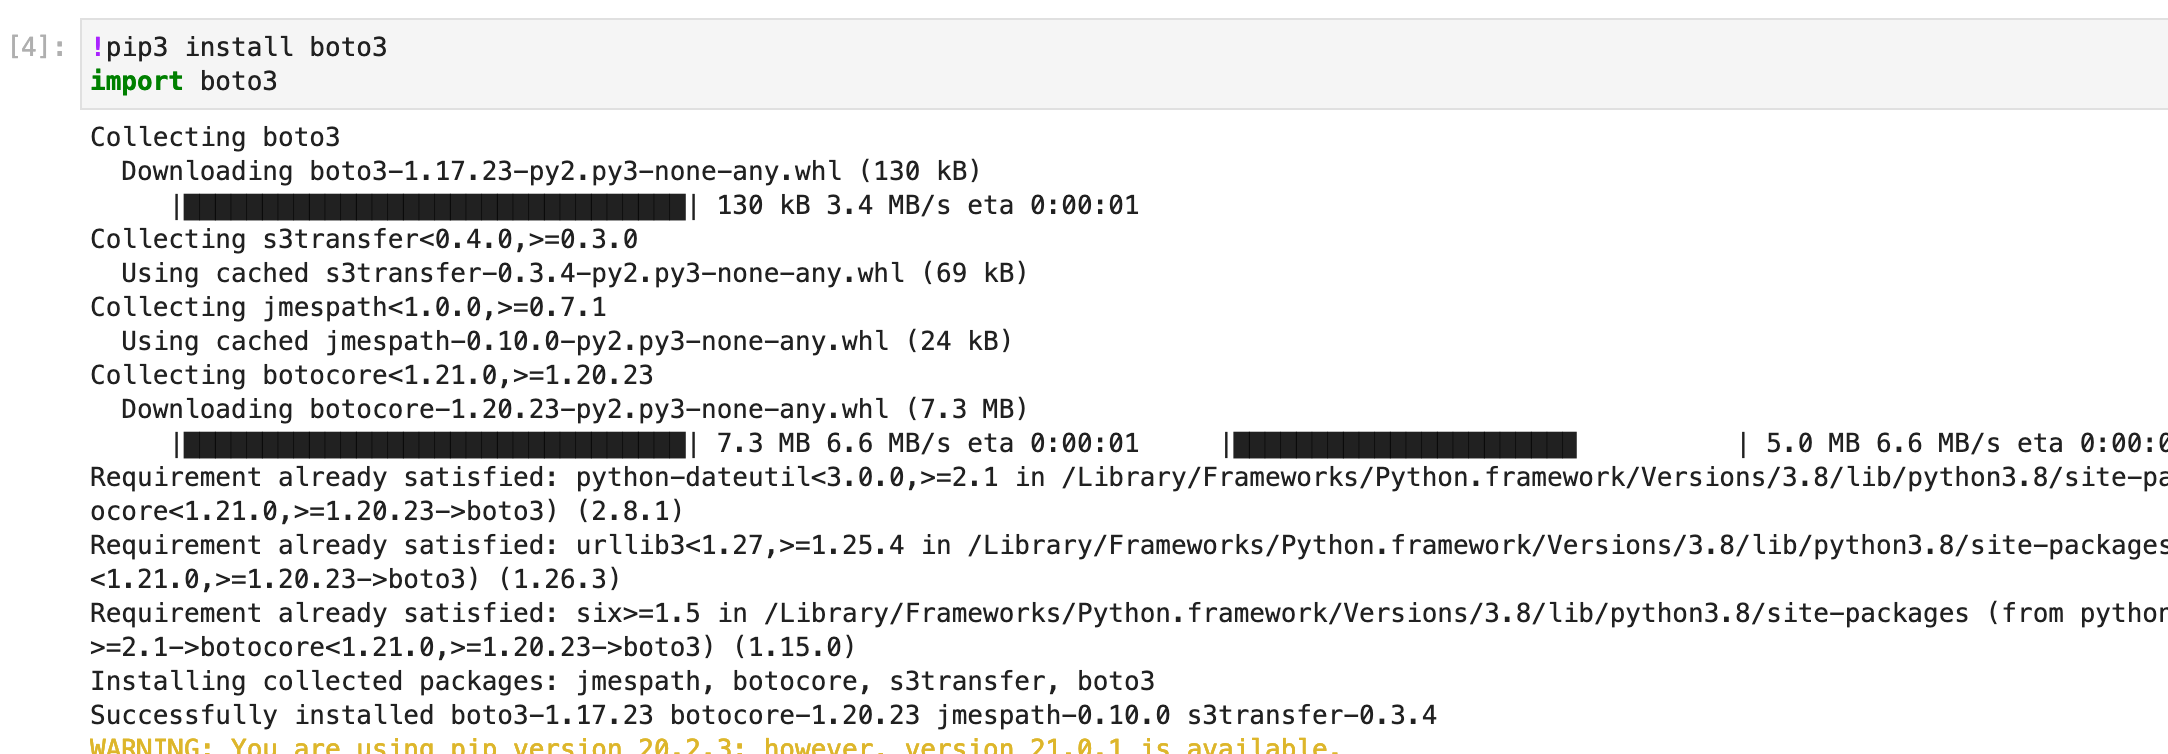 [4]: !pip3 install boto3
import boto3
Collecting boto3
  Downloading boto3-1.17.23-py2.py3-none-any.whl (130 kB)
     |████████████████████████████████| 130 kB 3.4 MB/s eta 0:00:01
Collecting s3transfer<0.4.0,>=0.3.0
  Using cached s3transfer-0.3.4-py2.py3-none-any.whl (69 kB)
Collecting jmespath<1.0.0,>=0.7.1
  Using cached jmespath-0.10.0-py2.py3-none-any.whl (24 kB)
Collecting botocore<1.21.0,>=1.20.23
  Downloading botocore-1.20.23-py2.py3-none-any.whl (7.3 MB)
     |████████████████████████████████| 7.3 MB 6.6 MB/s eta 0:00:01     |██████████████████████          | 5.0 MB 6.6 MB/s eta 0:00:0
Requirement already satisfied: python-dateutil<3.0.0,>=2.1 in /Library/Frameworks/Python.framework/Versions/3.8/lib/python3.8/site-pa
ocore<1.21.0,>=1.20.23->boto3) (2.8.1)
Requirement already satisfied: urllib3<1.27,>=1.25.4 in /Library/Frameworks/Python.framework/Versions/3.8/lib/python3.8/site-packages
<1.21.0,>=1.20.23->boto3) (1.26.3)
Requirement already satisfied: six>=1.5 in /Library/Frameworks/Python.framework/Versions/3.8/lib/python3.8/site-packages (from python
>=2.1->botocore<1.21.0,>=1.20.23->boto3) (1.15.0)
Installing collected packages: jmespath, botocore, s3transfer, boto3
Successfully installed boto3-1.17.23 botocore-1.20.23 jmespath-0.10.0 s3transfer-0.3.4
WARNING: You are using pip version 20.2.3; however, version 21.0.1 is available.